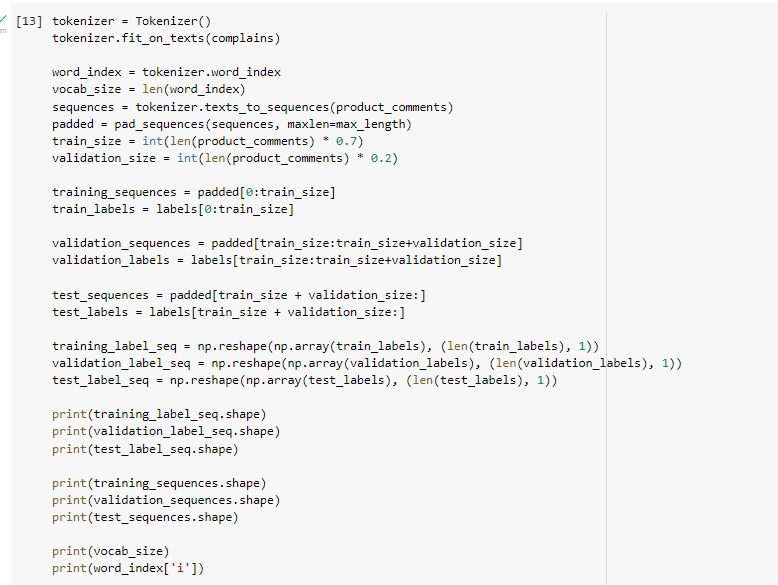 [13] tokenizer = Tokenizer()
tokenizer.fit_on_texts(complains)
word_index = tokenizer.word_index
vocab_size = len(word_index)
sequences = tokenizer.texts_to_sequences(product_comments)
padded = pad_sequences(sequences, maxlen=max_length)
train_size = int(len(product_comments) * 0.7)
validation_size = int(len(product_comments) * 0.2)
training_sequences = padded[0:train_size]
train_labels = labels[0:train_size]
validation_sequences = padded[train_size:train_size+validation_size]
validation_labels = labels[train_size:train_size+validation_size]
test_sequences = padded[train_size + validation_size:]
test_labels = labels[train_size + validation_size:]
training_label_seq = np.reshape(np.array(train_labels), (len(train_labels), 1))
validation_label_seq = np.reshape(np.array(validation_labels), (len(validation_labels), 1))
test_label_seq = np.reshape(np.array(test_labels), (len(test_labels), 1))
print(training_label_seq.shape)
print(validation_label_seq.shape)
print(test_label_seq.shape)
print(training_sequences.shape)
print(validation_sequences.shape)
print(test_sequences.shape)
print(vocab_size)
print(word_index['i'])